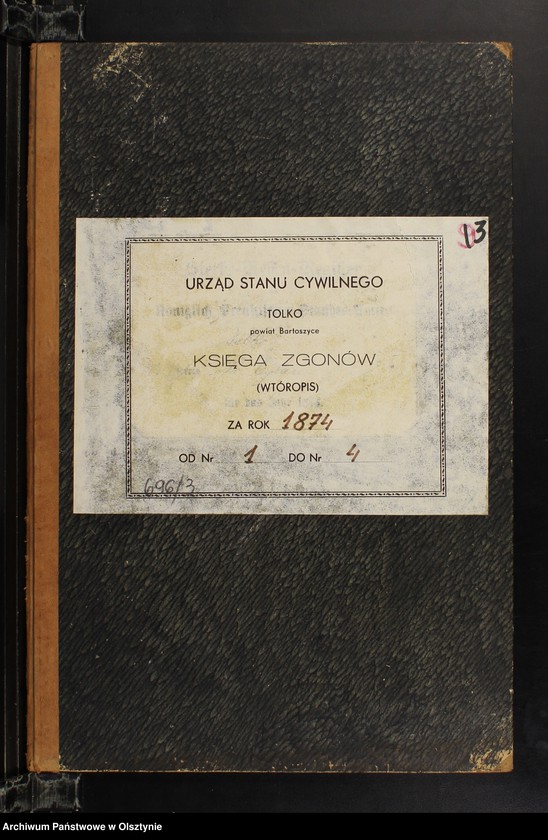 13
URZĄD STANU CYWILNEGO
TOLKO
powiat Bartoszyce
KSIĘGA ZGONÓW
(WTÓROPIS)
ZA ROK 1874
OD Nr 1 DO Nr 4
696/3
Archiwum Państwowe w Olsztynie